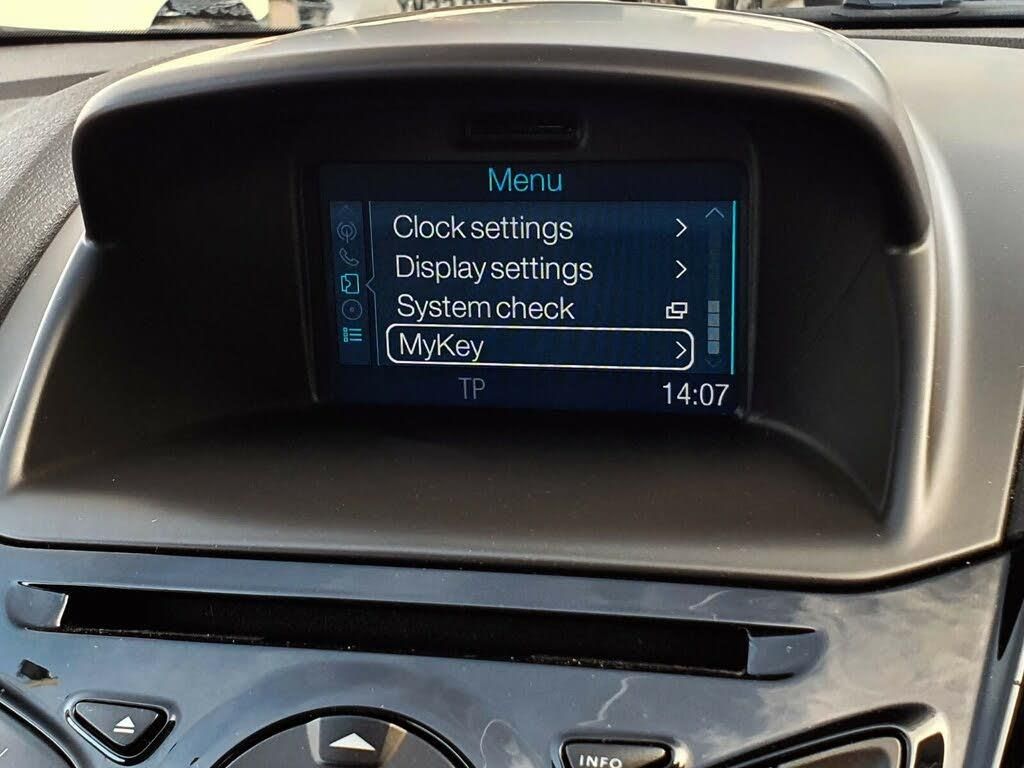 Menu
Clock settings
Display settings
System check
MyKey
TP
14:07
INFO